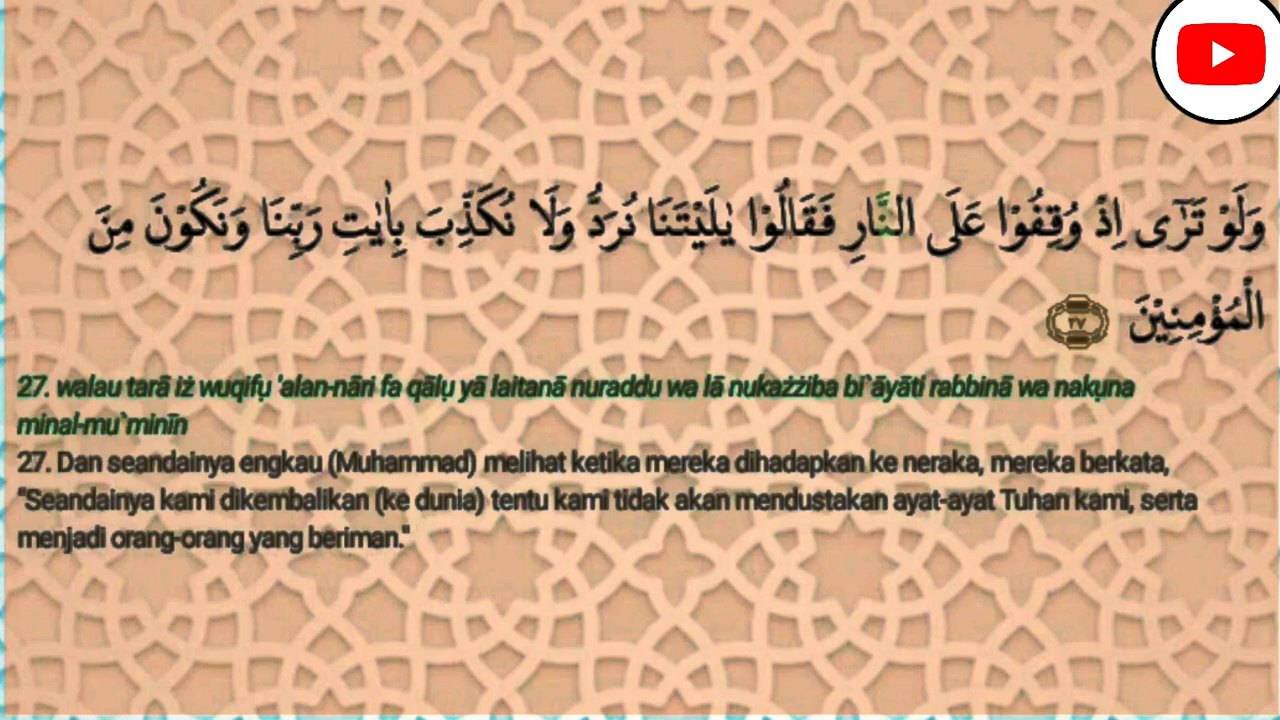 وَلَوْ تَرٰٓى اِذْ وُقِفُوْا عَلَى النَّارِ فَقَالُوْا يٰلَيْتَنَا نُرَدُّ وَلَا نُكَذِّبَ بِاٰيٰتِ رَبِّنَا وَنَكُوْنَ مِنَ
الْمُؤْمِنِيْنَ ٢٧
27. walau tarā iż wuqifụ 'alan-nāri fa qālụ yā laitanā nuraddu wa lā nukażżiba bi`āyāti rabbinā wa nakụna
minal-mu`minīn
27. Dan seandainya engkau (Muhammad) melihat ketika mereka dihadapkan ke neraka, mereka berkata,
"Seandainya kami dikembalikan (ke dunia) tentu kami tidak akan mendustakan ayat-ayat Tuhan kami, serta
menjadi orang-orang yang beriman."